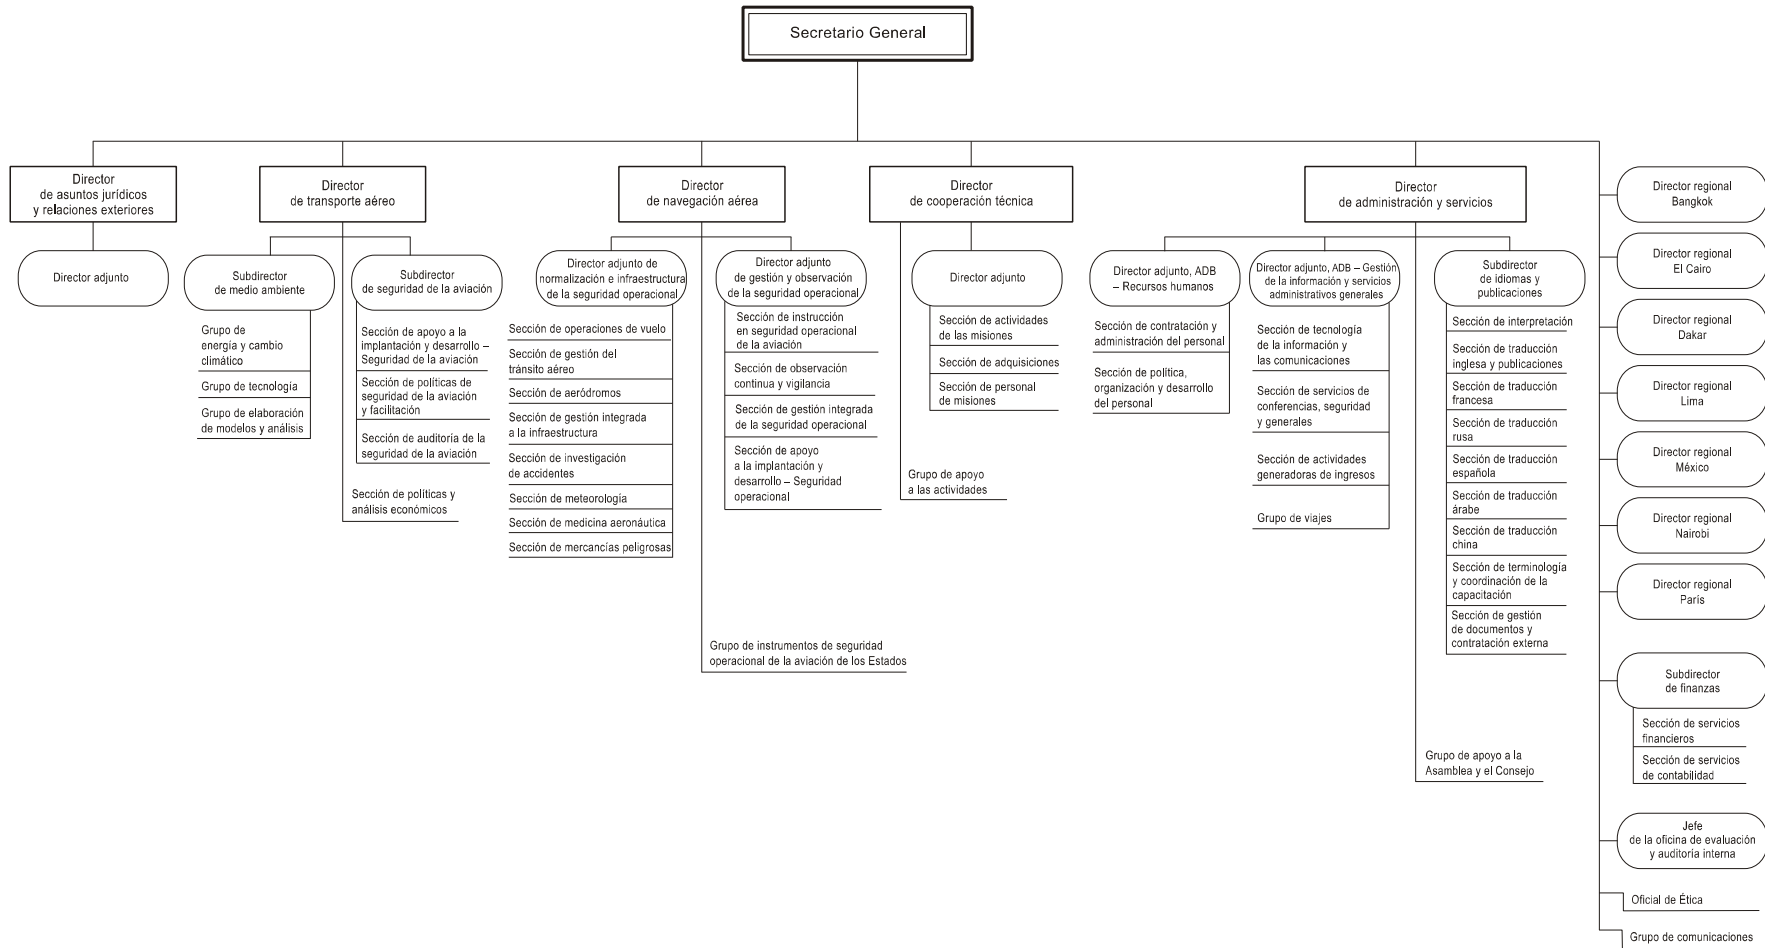 Secretario General
Director
de asuntos jurídicos
y relaciones exteriores
Director adjunto
Director
de transporte aéreo
Subdirector
de medio ambiente
Grupo de
energía y cambio
climático
Grupo de tecnología
Grupo de elaboración
de modelos y análisis
Subdirector
de seguridad de la aviación
Sección de apoyo a la
implantación y desarrollo –
Seguridad de la aviación
Sección de políticas de
seguridad de la aviación
y facilitación
Sección de auditoría de la
seguridad de la aviación
Sección de políticas y
análisis económicos
Director
de navegación aérea
Director adjunto de
normalización e infraestructura
de la seguridad operacional
Sección de operaciones de vuelo
Sección de gestión del
tránsito aéreo
Sección de aeródromos
Sección de gestión integrada
a la infraestructura
Sección de investigación
de accidentes
Sección de meteorología
Sección de medicina aeronáutica
Sección de mercancías peligrosas
Director adjunto
de gestión y observación
de la seguridad operacional
Sección de instrucción
en seguridad operacional
de la aviación
Sección de observación
continua y vigilancia
Sección de gestión integrada
de la seguridad operacional
Sección de apoyo
a la implantación y
desarrollo – Seguridad
operacional
Grupo de instrumentos de seguridad
operacional de la aviación de los Estados
Director
de cooperación técnica
Director adjunto
Sección de actividades
de las misiones
Sección de adquisiciones
Sección de personal
de misiones
Grupo de apoyo
a las actividades
Director
de administración y servicios
Director adjunto, ADB
– Recursos humanos
Sección de contratación y
administración del personal
Sección de política,
organización y desarrollo
del personal
Director adjunto, ADB – Gestión
de la información y servicios
administrativos generales
Sección de tecnología
de la información y
las comunicaciones
Sección de servicios de
conferencias, seguridad
y generales
Sección de actividades
generadoras de ingresos
Grupo de viajes
Subdirector
de idiomas y
publicaciones
Sección de interpretación
Sección de traducción
inglesa y publicaciones
Sección de traducción
francesa
Sección de traducción
rusa
Sección de traducción
española
Sección de traducción
árabe
Sección de traducción
china
Sección de terminología
y coordinación de la
capacitación
Sección de gestión
de documentos y
contratación externa
Grupo de apoyo a la
Asamblea y el Consejo
Director regional
Bangkok
Director regional
El Cairo
Director regional
Dakar
Director regional
Lima
Director regional
México
Director regional
Nairobi
Director regional
París
Subdirector
de finanzas
Sección de servicios
financieros
Sección de servicios
de contabilidad
Jefe
de la oficina de evaluación
y auditoría interna
Oficial de Ética
Grupo de comunicaciones